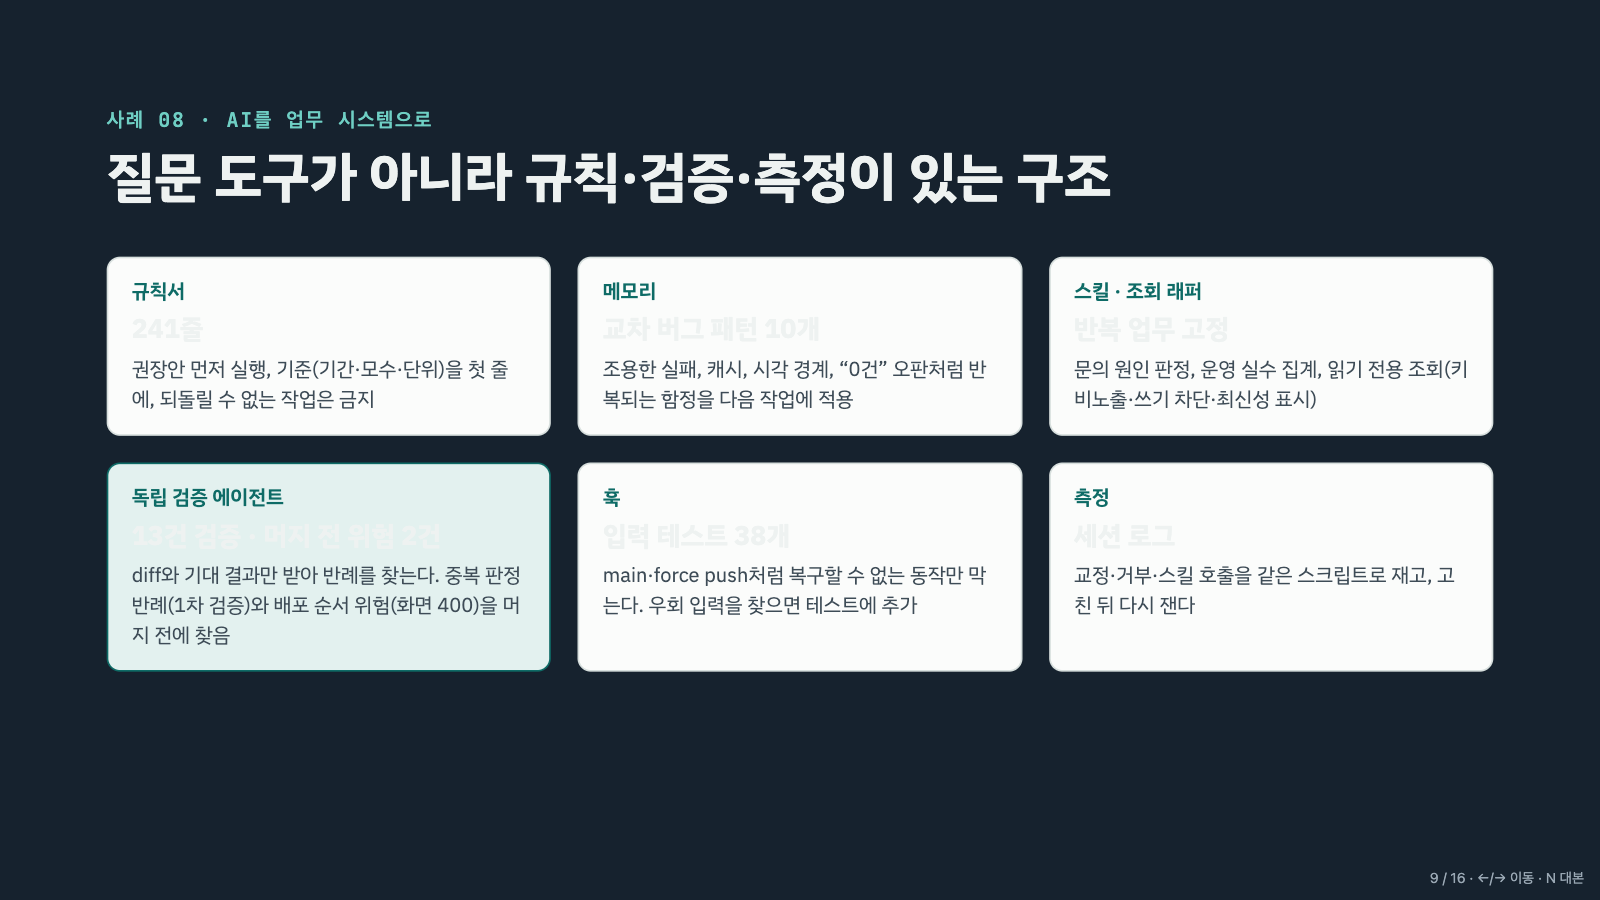 사례 08 · AI를 업무 시스템으로
질문 도구가 아니라 규칙·검증·측정이 있는 구조
규칙서
241줄
권장안 먼저 실행, 기준(기간·모수·단위)을 첫 줄
에, 되돌릴 수 없는 작업은 금지
메모리
교차 버그 패턴 10개
조용한 실패, 캐시, 시각 경계, “0건” 오판처럼 반
복되는 함정을 다음 작업에 적용
스킬 · 조회 래퍼
반복 업무 고정
문의 원인 판정, 운영 실수 집계, 읽기 전용 조회(키
비노출·쓰기 차단·최신성 표시)
독립 검증 에이전트
13건 검증 · 머지 전 위험 2건
diff와 기대 결과만 받아 반례를 찾는다. 중복 판정
반례(1차 검증)와 배포 순서 위험(화면 400)을 머
지 전에 찾음
훅
입력 테스트 38개
main·force push처럼 복구할 수 없는 동작만 막
는다. 우회 입력을 찾으면 테스트에 추가
측정
세션 로그
교정·거부·스킬 호출을 같은 스크립트로 재고, 고
친 뒤 다시 잰다
9 / 16 · ←/→ 이동 · N 대본